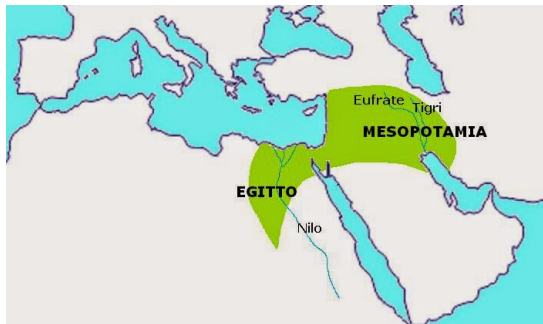 Eufrate
Tigri
MESOPOTAMIA
EGITTO
Nilo